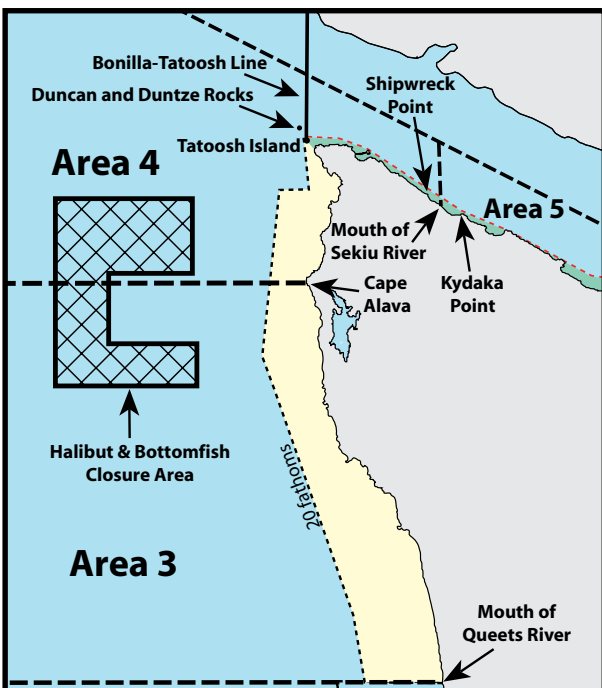 Bonilla-Tatoosh Line
Duncan and Duntze Rocks
Shipwreck
Point
Tatoosh Island
Area 4
Area 5
Mouth of
Sekiu River
Cape
Alava
Kydaka
Point
Halibut & Bottomfish
Closure Area
20 fathoms
Area 3
Mouth of
Queets River